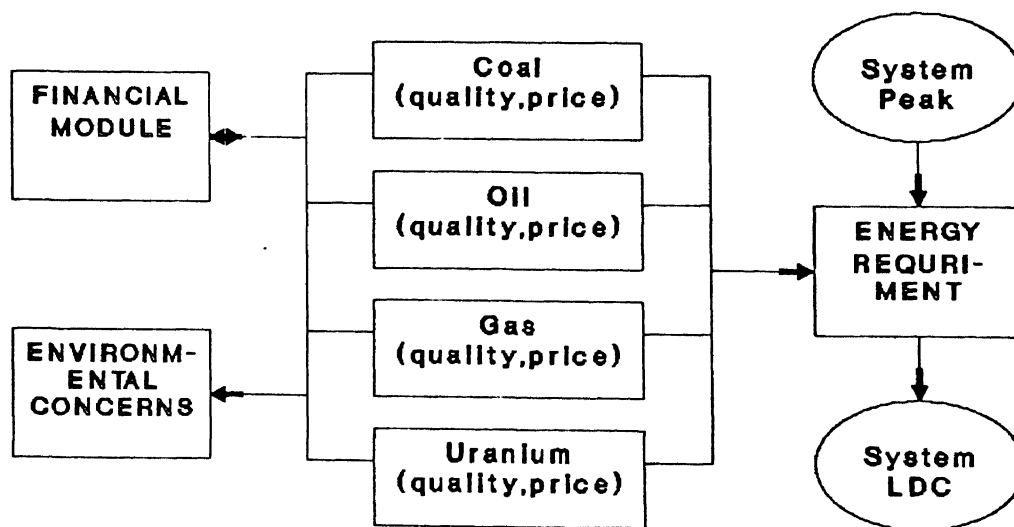 FINANCIAL
MODULE
ENVIRONM-
ENTAL
CONCERNS
Coal
(quality,price)
Oil
(quality,price)
Gas
(quality,price)
Uranium
(quality,price)
System
Peak
ENERGY
REQURI-
MENT
System
LDC